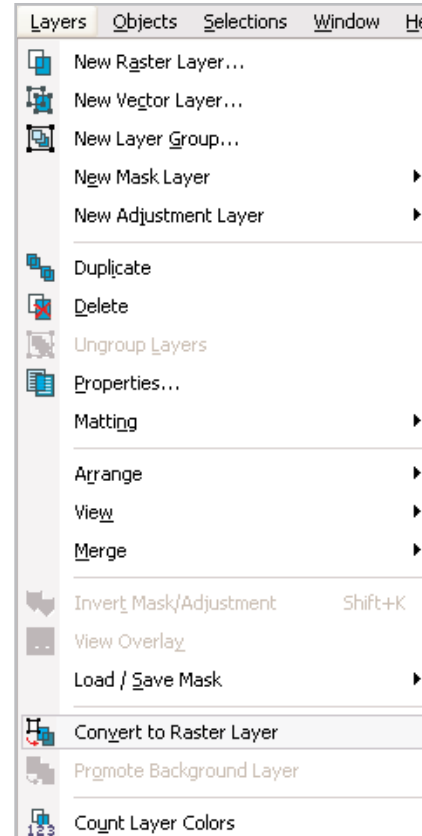 Layers Objects Selections Window He
New Raster Layer...
New Vector Layer...
New Layer Group...
New Mask Layer
New Adjustment Layer
Duplicate
Delete
Ungroup Layers
Properties...
Matting
Arrange
View
Merge
Invert Mask/Adjustment Shift+K
View Overlay
Load / Save Mask
Convert to Raster Layer
Promote Background Layer
123 Count Layer Colors